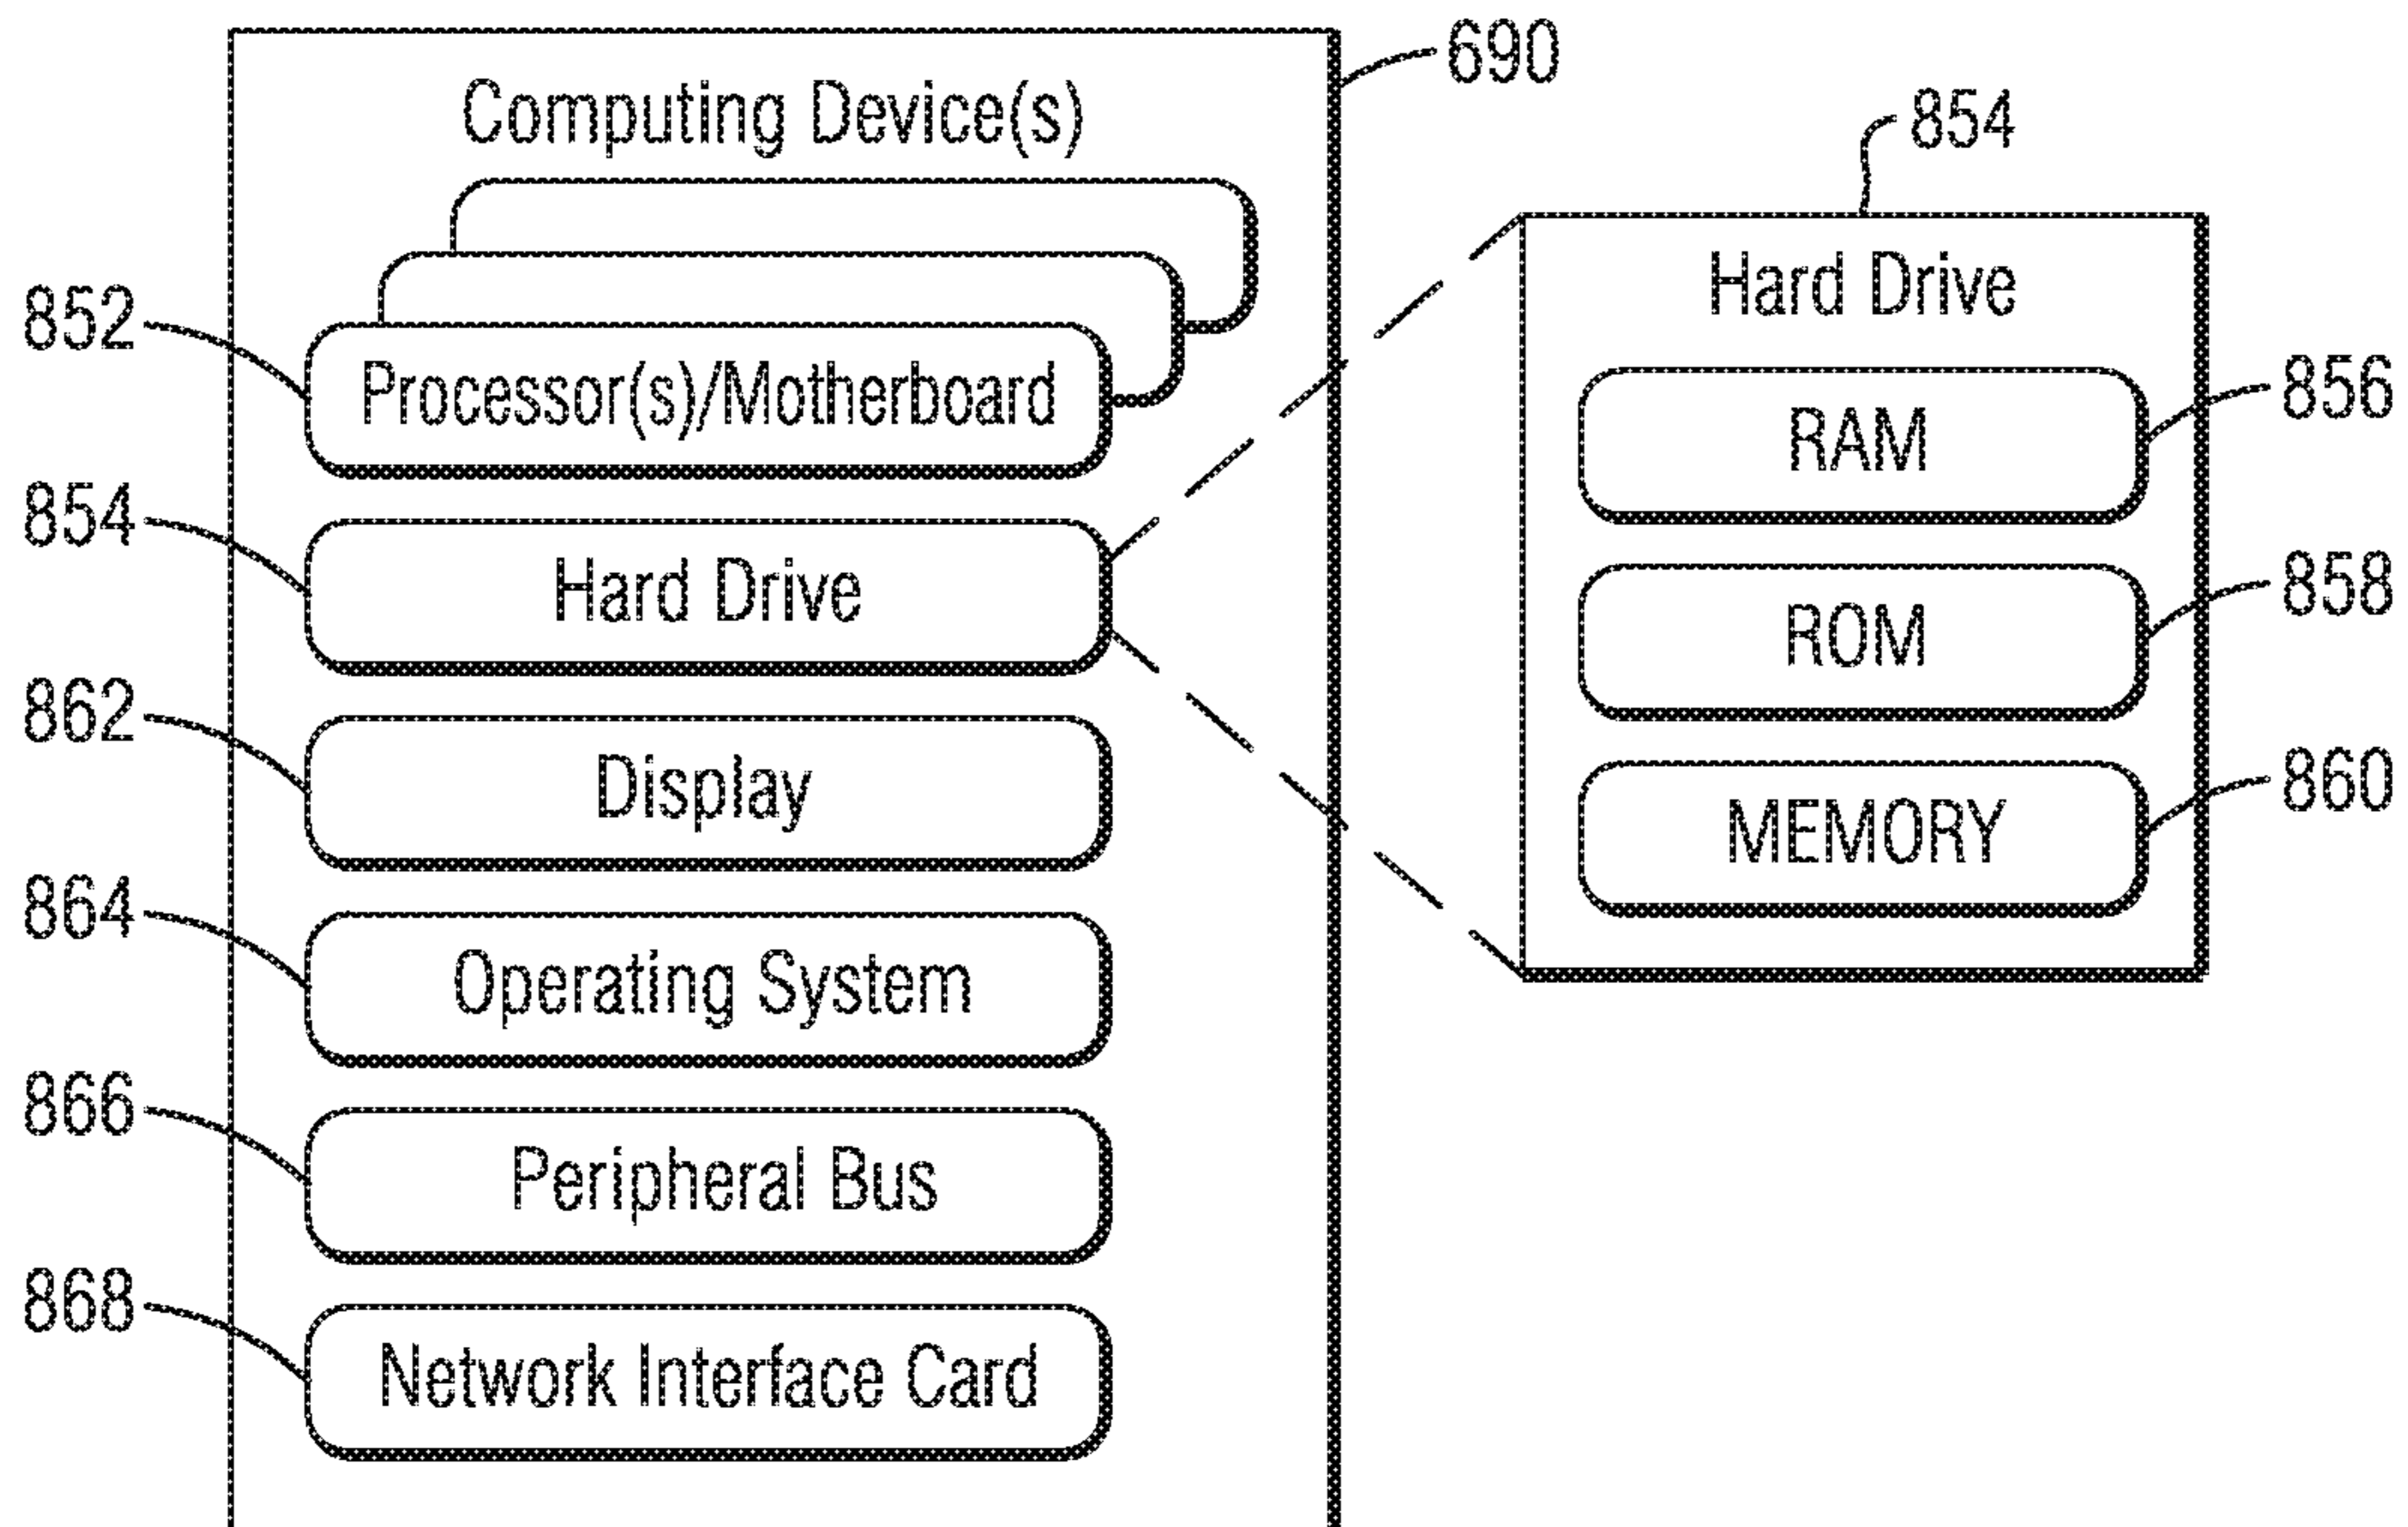 690
Computing Device(s)
854
Hard Drive
852
Processor(s)/Motherboard
RAM
856
854
Hard Drive
ROM
858
862
Display
MEMORY
860
864
Operating System
866
Peripheral Bus
868
Network Interface Card